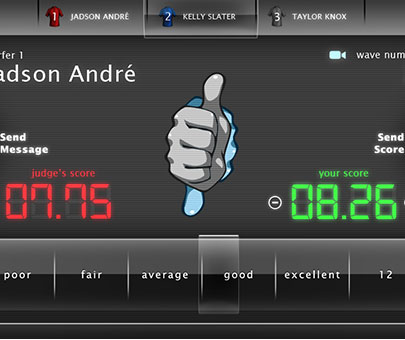 1 JADSON ANDRÉ 2 KELLY SLATER 3 TAYLOR KNOX
rfer 1
adson André
wave num
Send
Message
Send
Score
judge's score
07.75
your score
08.26
poor fair average good excellent 12